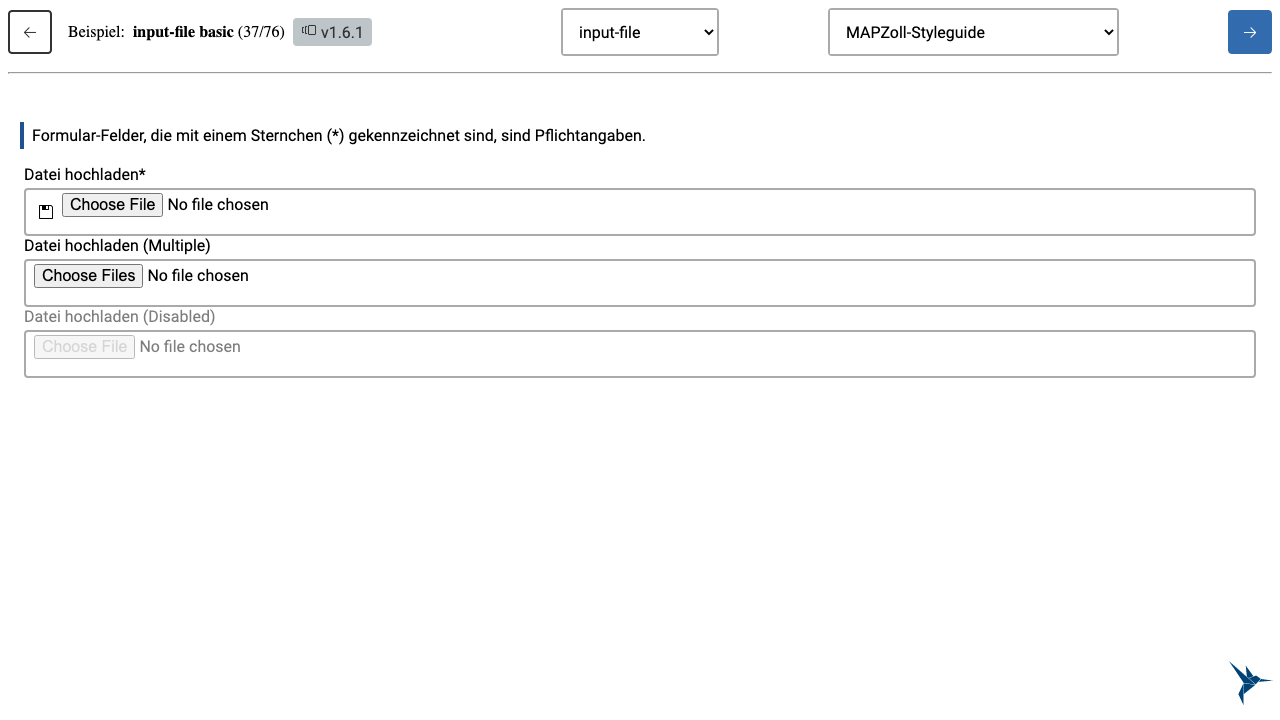 Beispiel: input-file basic (37/76) v1.6.1 input-file MAPZoll-Styleguide
Formular-Felder, die mit einem Sternchen (*) gekennzeichnet sind, sind Pflichtangaben.
Datei hochladen*
Choose File No file chosen
Datei hochladen (Multiple)
Choose Files No file chosen
Datei hochladen (Disabled)
Choose File No file chosen